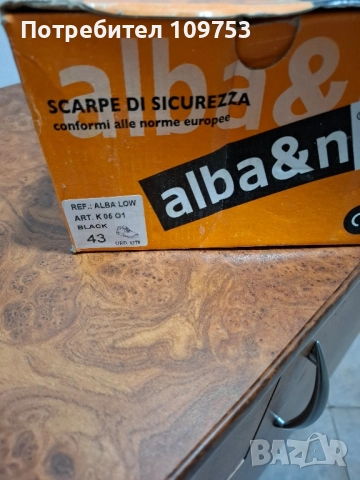 Потребител 109753
alba&
SCARPE DI SICUREZZA
conformi alle norme europee
alba&n
REF.: ALBA LOW
ART. K 06 O1
BLACK
43
BAZAR